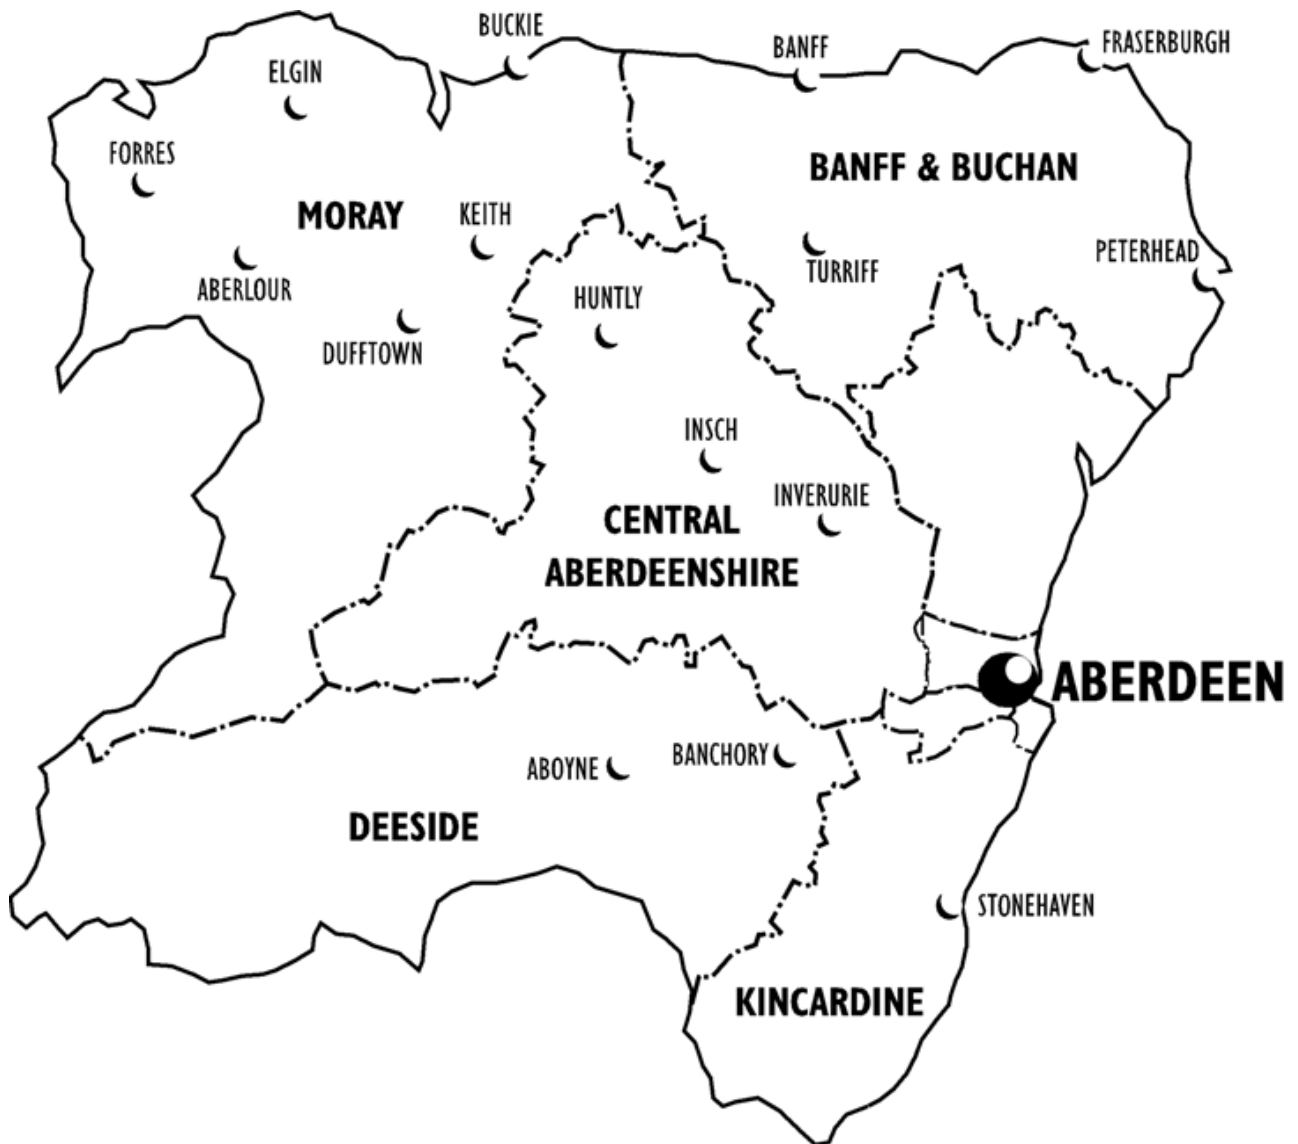 BUCKIE
BANFF
FRASERBURGH
ELGIN
FORRES
BANFF & BUCHAN
MORAY
KEITH
PETERHEAD
TURRIFF
ABERLOUR
HUNTLY
DUFFTOWN
INSCH
INVERURIE
CENTRAL
ABERDEENSHIRE
ABERDEEN
BANCHORY
ABOYNE
DEESIDE
STONEHAVEN
KINCARDINE